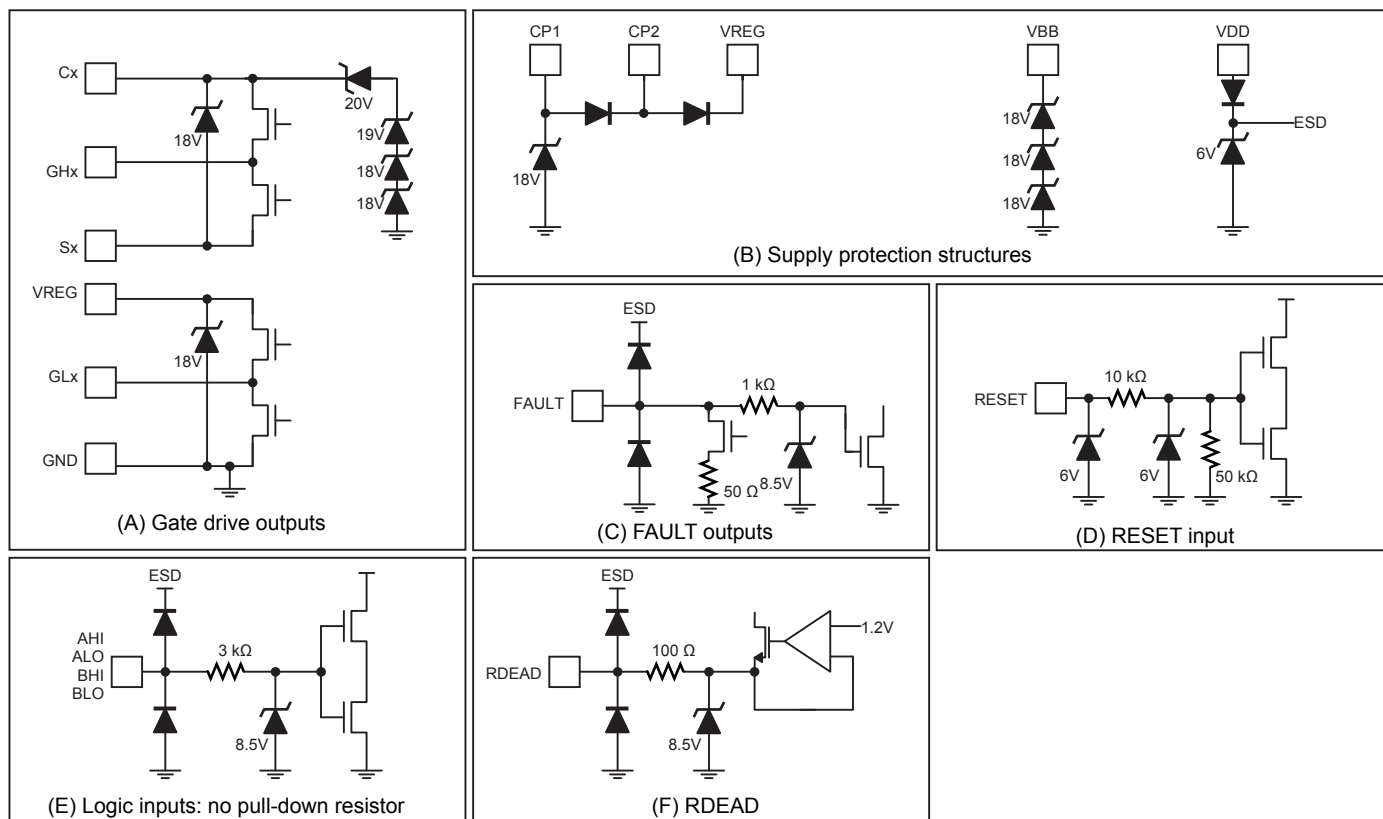 Cx
20V
18V
19V
GHx
18V
18V
Sx
VREG
18V
GLx
GND
(A) Gate drive outputs
CP1
CP2
VREG
VBB
VDD
18V
ESD
18V
18V
6V
18V
(B) Supply protection structures
ESD
1 kΩ
FAULT
50 Ω
8.5V
(C) FAULT outputs
10 kΩ
RESET
6V
6V
50 kΩ
(D) RESET input
ESD
AHI
ALO
BHI
BLO
3 kΩ
8.5V
(E) Logic inputs: no pull-down resistor
ESD
1.2V
100 Ω
RDEAD
8.5V
(F) RDEAD